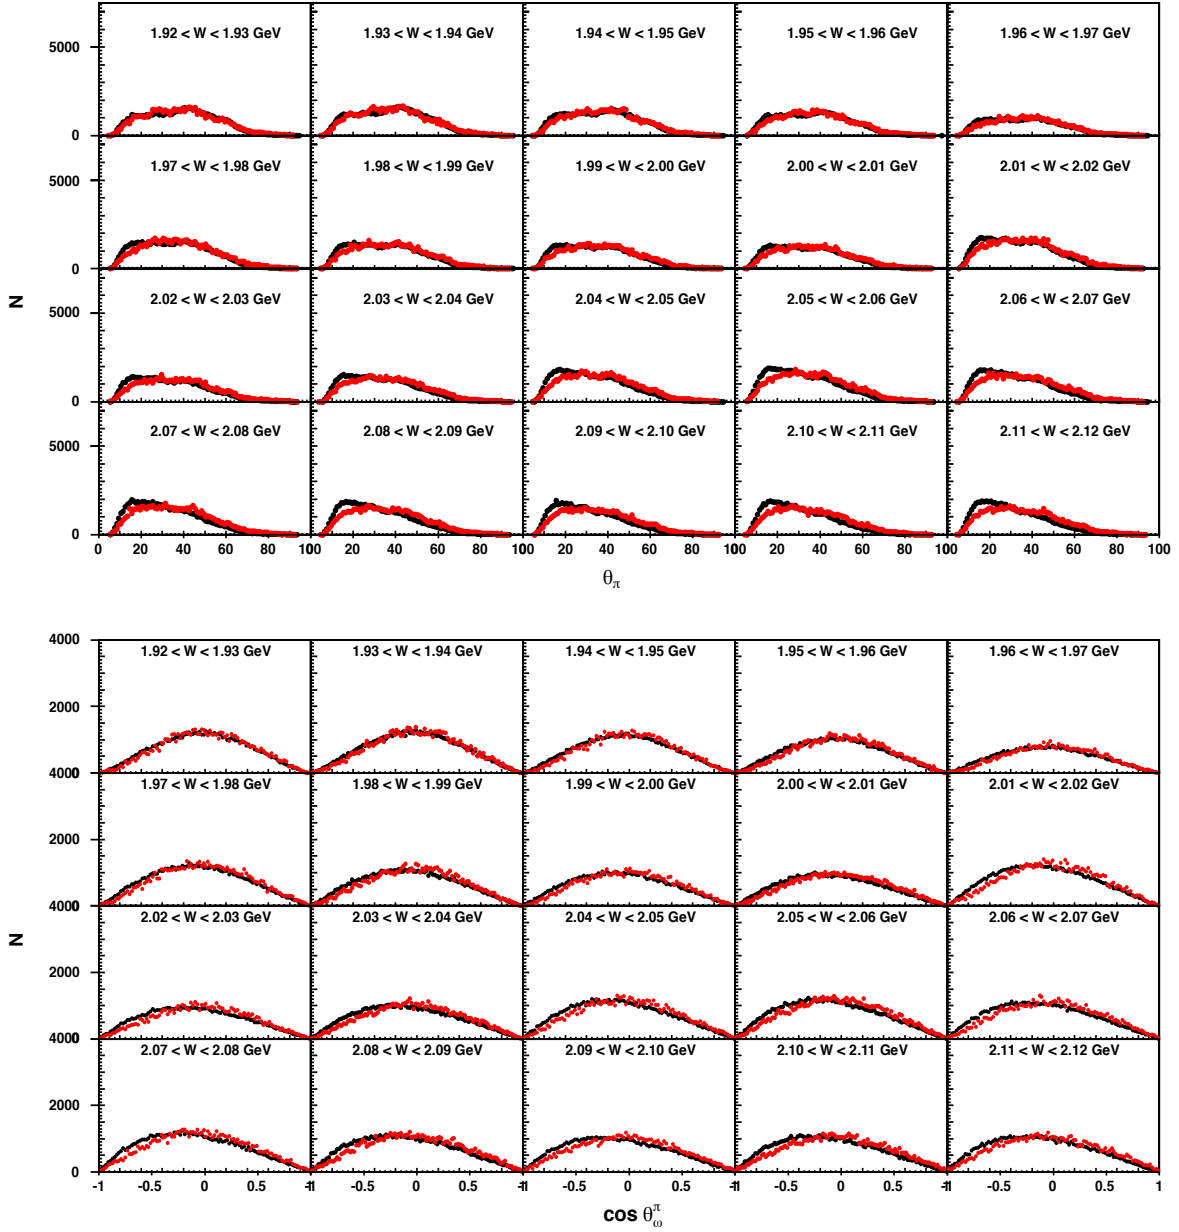 1.92 < W < 1.93 GeV 1.93 < W < 1.94 GeV 1.94 < W < 1.95 GeV 1.95 < W < 1.96 GeV 1.96 < W < 1.97 GeV
5000
0
1.97 < W < 1.98 GeV 1.98 < W < 1.99 GeV 1.99 < W < 2.00 GeV 2.00 < W < 2.01 GeV 2.01 < W < 2.02 GeV
5000
0
N
2.02 < W < 2.03 GeV 2.03 < W < 2.04 GeV 2.04 < W < 2.05 GeV 2.05 < W < 2.06 GeV 2.06 < W < 2.07 GeV
5000
0
2.07 < W < 2.08 GeV 2.08 < W < 2.09 GeV 2.09 < W < 2.10 GeV 2.10 < W < 2.11 GeV 2.11 < W < 2.12 GeV
5000
0
0 20 40 60 80 100 20 40 60 80 100 20 40 60 80 100 20 40 60 80 100 20 40 60 80 100
θπ
4000
1.92 < W < 1.93 GeV 1.93 < W < 1.94 GeV 1.94 < W < 1.95 GeV 1.95 < W < 1.96 GeV 1.96 < W < 1.97 GeV
2000
4000
1.97 < W < 1.98 GeV 1.98 < W < 1.99 GeV 1.99 < W < 2.00 GeV 2.00 < W < 2.01 GeV 2.01 < W < 2.02 GeV
2000
4000
2.02 < W < 2.03 GeV 2.03 < W < 2.04 GeV 2.04 < W < 2.05 GeV 2.05 < W < 2.06 GeV 2.06 < W < 2.07 GeV
N
2000
4000
2.07 < W < 2.08 GeV 2.08 < W < 2.09 GeV 2.09 < W < 2.10 GeV 2.10 < W < 2.11 GeV 2.11 < W < 2.12 GeV
2000
0
-1 -0.5 0 0.5 1 -0.5 0 0.5 1 -0.5 0 0.5 1 -0.5 0 0.5 1 -0.5 0 0.5 1
cos θωπ